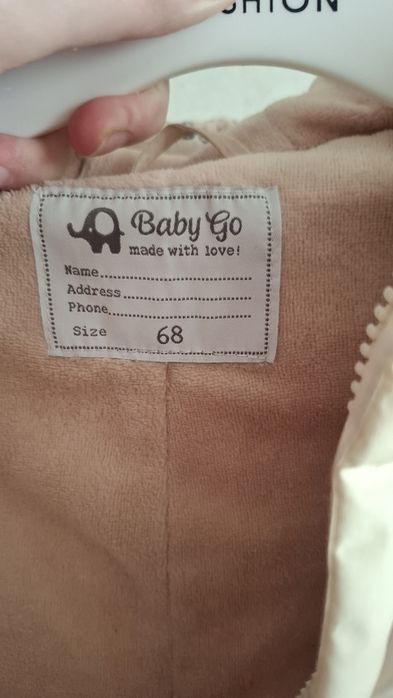 Baby Go
made with love!
Name
Address
Phone
Size 68